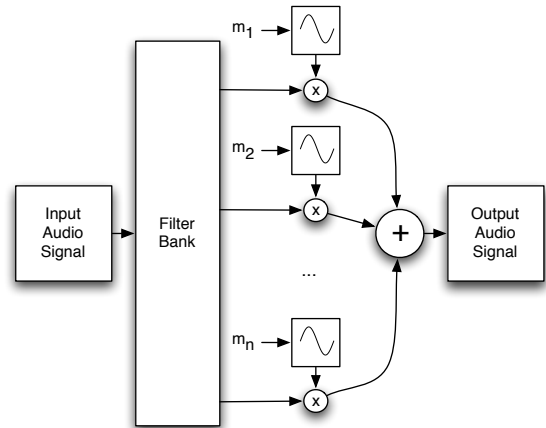 m1
x
m2
x
Input
Audio
Signal
Filter
Bank
+
Output
Audio
Signal
...
mn
x